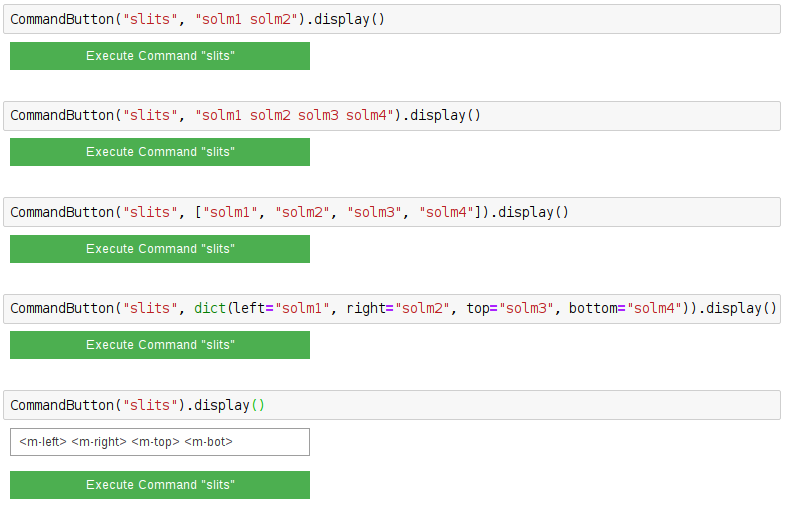 CommandButton("slits", "solm1 solm2").display()
Execute Command "slits"
CommandButton("slits", "solm1 solm2 solm3 solm4").display()
Execute Command "slits"
CommandButton("slits", ["solm1", "solm2", "solm3", "solm4"]).display()
Execute Command "slits"
CommandButton("slits", dict(left="solm1", right="solm2", top="solm3", bottom="solm4")).display()
Execute Command "slits"
CommandButton("slits").display()
<m-left> <m-right> <m-top> <m-bot>
Execute Command "slits"